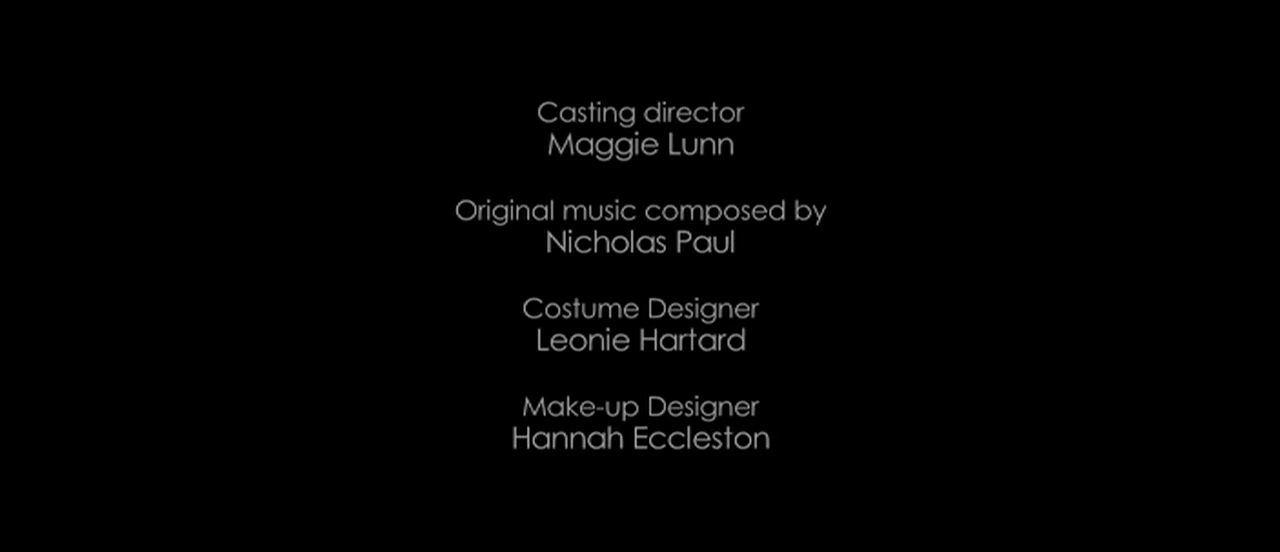 Casting director
Maggie Lunn
Original music composed by
Nicholas Paul
Costume Designer
Leonie Hartard
Make-up Designer
Hannah Eccleston